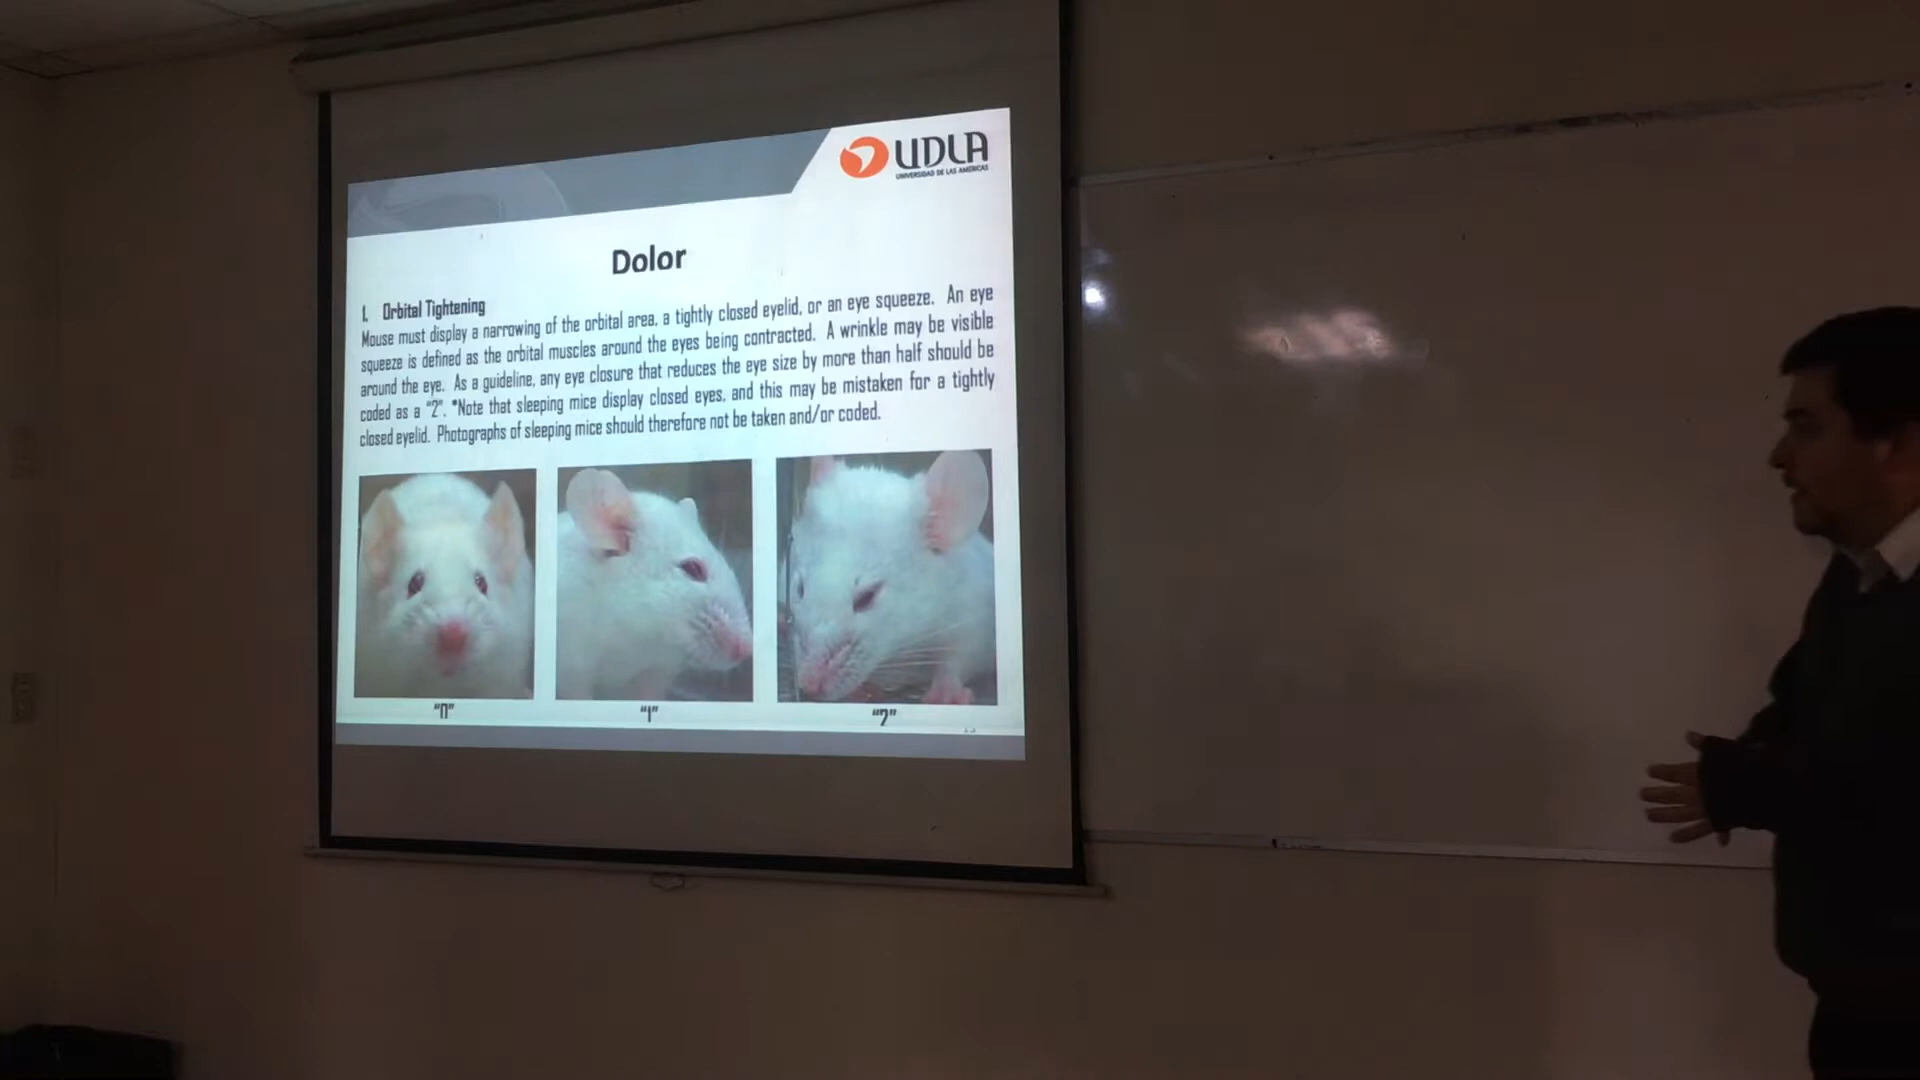 UDLA
UNIVERSIDAD DE LAS AMERICAS
Dolor
1. Orbital Tightening
Mouse must display a narrowing of the orbital area, a tightly closed eyelid, or an eye squeeze. An eye
squeeze is defined as the orbital muscles around the eyes being contracted. A wrinkle may be visible
around the eye. As a guideline, any eye closure that reduces the eye size by more than half should be
coded as a "2". *Note that sleeping mice display closed eyes, and this may be mistaken for a tightly
closed eyelid. Photographs of sleeping mice should therefore not be taken and/or coded.
"0" "1" "2"